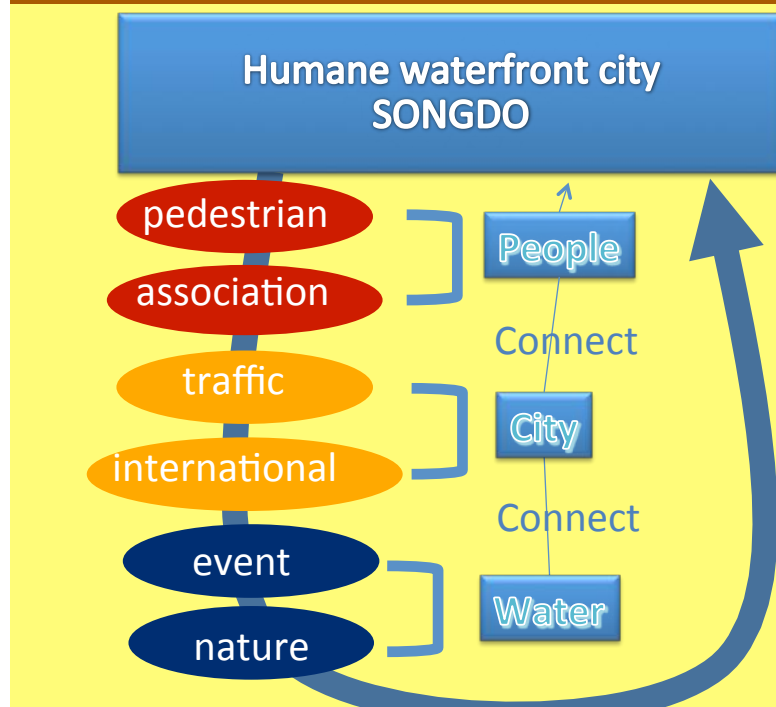 Humane waterfront city
SONGDO
pedestrian
association
traffic
international
event
nature
People
Connect
City
Connect
Water